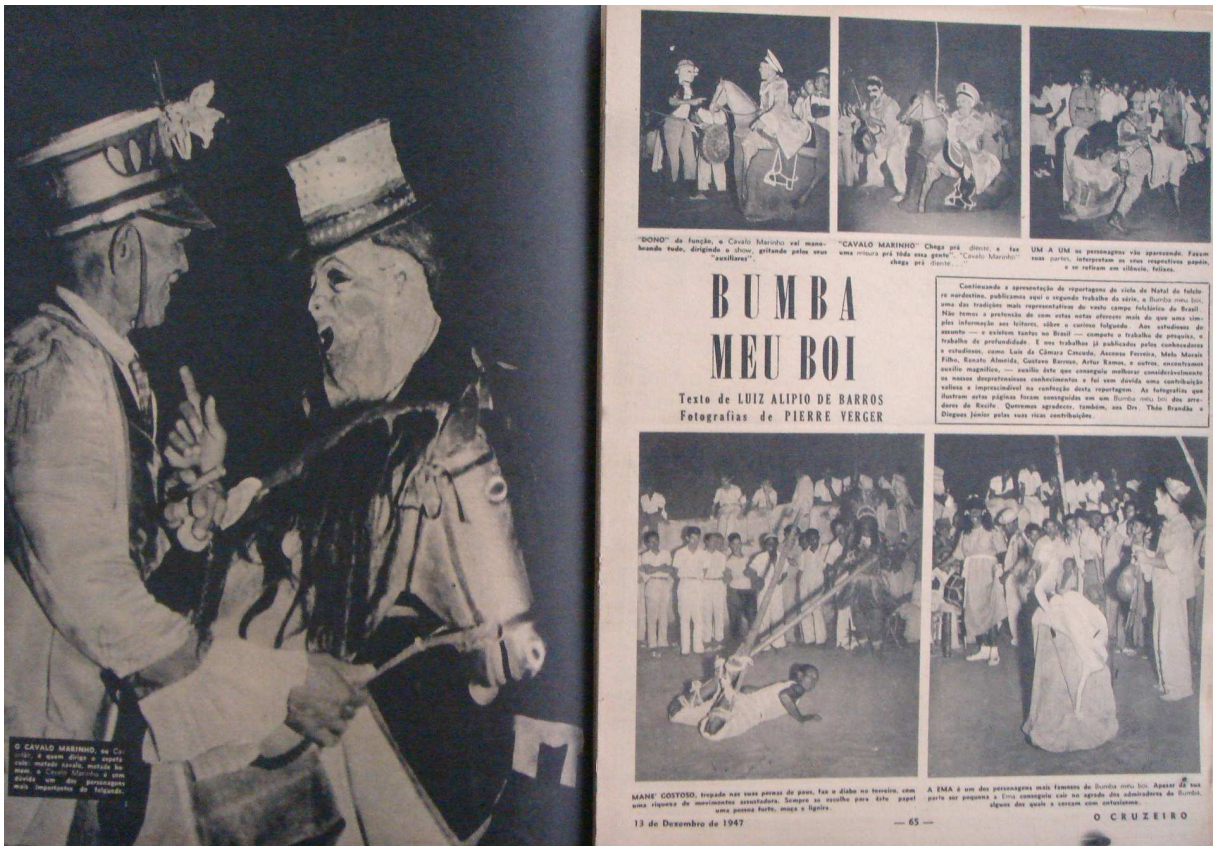 O CAVALO MARINHO, ou Ca-
pitão, é quem dirige o espetá-
culo: metade cavalo, metade ho-
mem, o Cavalo Marinho é sem
dúvida um dos personagens
mais importantes do folguedo.
"DONO" da função, o Cavalo Marinho vai mano-
brando tudo, dirigindo o show, gritando pelos seus
"auxiliares".
"CAVALO MARINHO" Chega prá diente, e faz
uma misura prá tôda essa gente". "Cavalo Marinho"
chega prá diente..."
UM A UM os personagens vão aparecendo. Fazem
suas partes, interpretam os seus respectivos papéis,
e se retiram em silêncio, felizes.
BUMBA
MEU BOI
Texto de LUIZ ALIPIO DE BARROS
Fotografias de PIERRE VERGER
Continuando a apresentação de reportagens do ciclo de Natal do folclo-
re nordestino, publicamos aqui o segundo trabalho da série, o Bumba meu boi,
uma das tradições mais representativas do vasto campo folclórico do Brasil.
Não temos a pretensão de com estas notas oferecer mais do que uma sim-
ples informação aos leitores, sôbre o curioso folguedo. Aos estudiosos do
assunto — e existem tantos no Brasil — compete o trabalho de pesquisa, o
trabalho de profundidade. E nos trabalhos já publicados pelos conhecedores
e estudiosos, como Luis da Câmara Cascudo, Ascenso Ferreira, Melo Morais
Filho, Renato Almeida, Gustavo Barroso, Artur Ramos, e outros, encontramos
auxílio magnífico, — auxílio êste que conseguiu melhorar consideràvelmente
os nossos despretensiosos conhecimentos e foi sem dúvida uma contribuição
valiosa e imprescindível na confecção desta reportagem. As fotografias que
ilustram estas páginas foram conseguidas em um Bumba meu boi dos arre-
dores do Recife. Queremos agradecer, também, aos Drs. Théo Brandão e
Diegues Júnior pelas suas ricas contribuições.
MANÉ GOSTOSO, trepado nas suas pernas de paus, faz o diabo no terreiro, com
uma riqueza de movimentos assustadora. Sempre se escolhe para êste papel
uma pessoa forte, moça e ligeira.
A EMA é um dos personagens mais famosos do Bumba meu boi. Apesar da sua
parte ser pequena a Ema conseguiu cair no agrado dos admiradores do Bumba,
alguns dos quais a cercam com entusiasmo.
13 de Dezembro de 1947
— 65 —
O CRUZEIRO